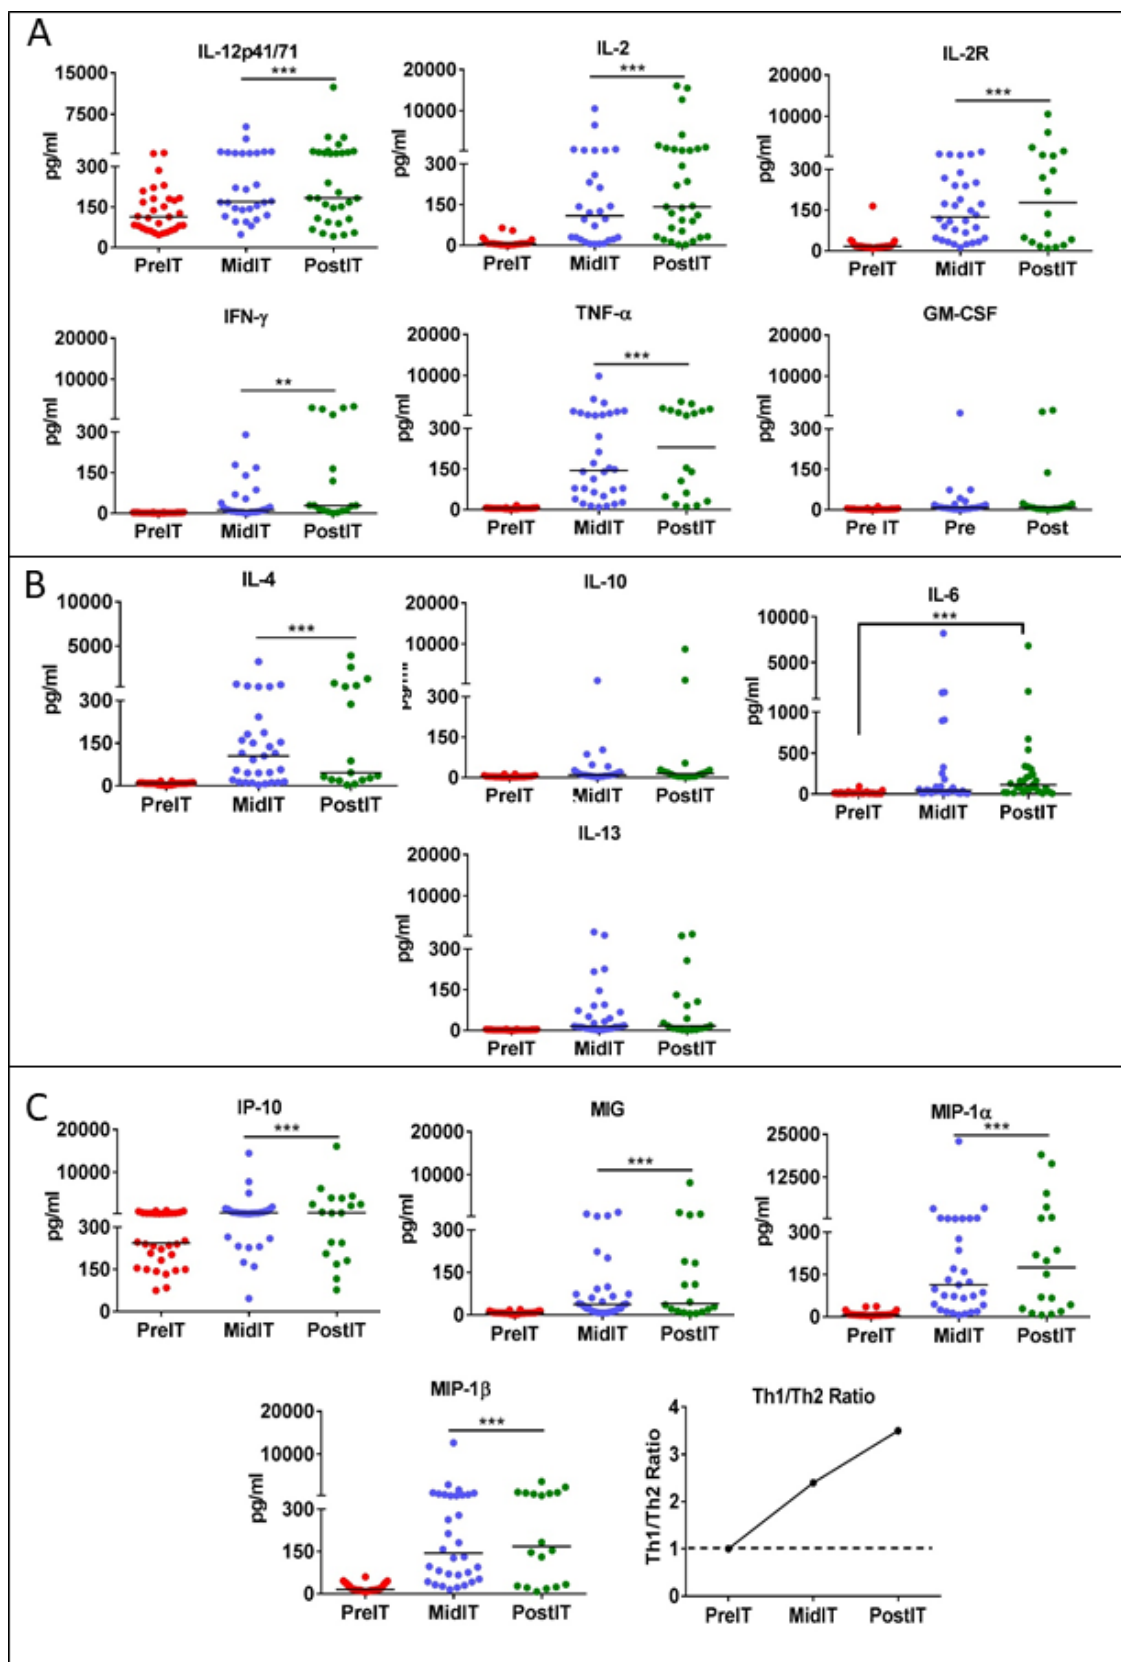 A
IL-12p41/71
15000
7500
300
150
0
pg/ml
***
PreIT MidIT PostIT
IL-2
20000
10000
300
150
0
pg/ml
***
PreIT MidIT PostIT
IL-2R
20000
10000
300
150
0
pg/ml
***
PreIT MidIT PostIT
IFN-γ
20000
10000
300
150
0
pg/ml
**
PreIT MidIT PostIT
TNF-α
20000
10000
300
150
0
pg/ml
***
PreIT MidIT PostIT
GM-CSF
20000
10000
300
150
0
pg/ml
Pre IT Pre Post
B
IL-4
10000
5000
300
150
0
pg/ml
***
PreIT MidIT PostIT
IL-10
20000
10000
300
150
0
pg/ml
PreIT MidIT PostIT
IL-6
10000
5000
1000
500
0
pg/ml
***
PreIT MidIT PostIT
IL-13
20000
10000
300
150
0
pg/ml
PreIT MidIT PostIT
C
IP-10
20000
10000
300
150
0
pg/ml
***
PreIT MidIT PostIT
MIG
20000
10000
300
150
0
pg/ml
***
PreIT MidIT PostIT
MIP-1α
25000
12500
300
150
0
pg/ml
***
PreIT MidIT PostIT
MIP-1β
20000
10000
300
150
0
pg/ml
***
PreIT MidIT PostIT
Th1/Th2 Ratio
4
3
2
1
0
Th1/Th2 Ratio
PreIT MidIT PostIT